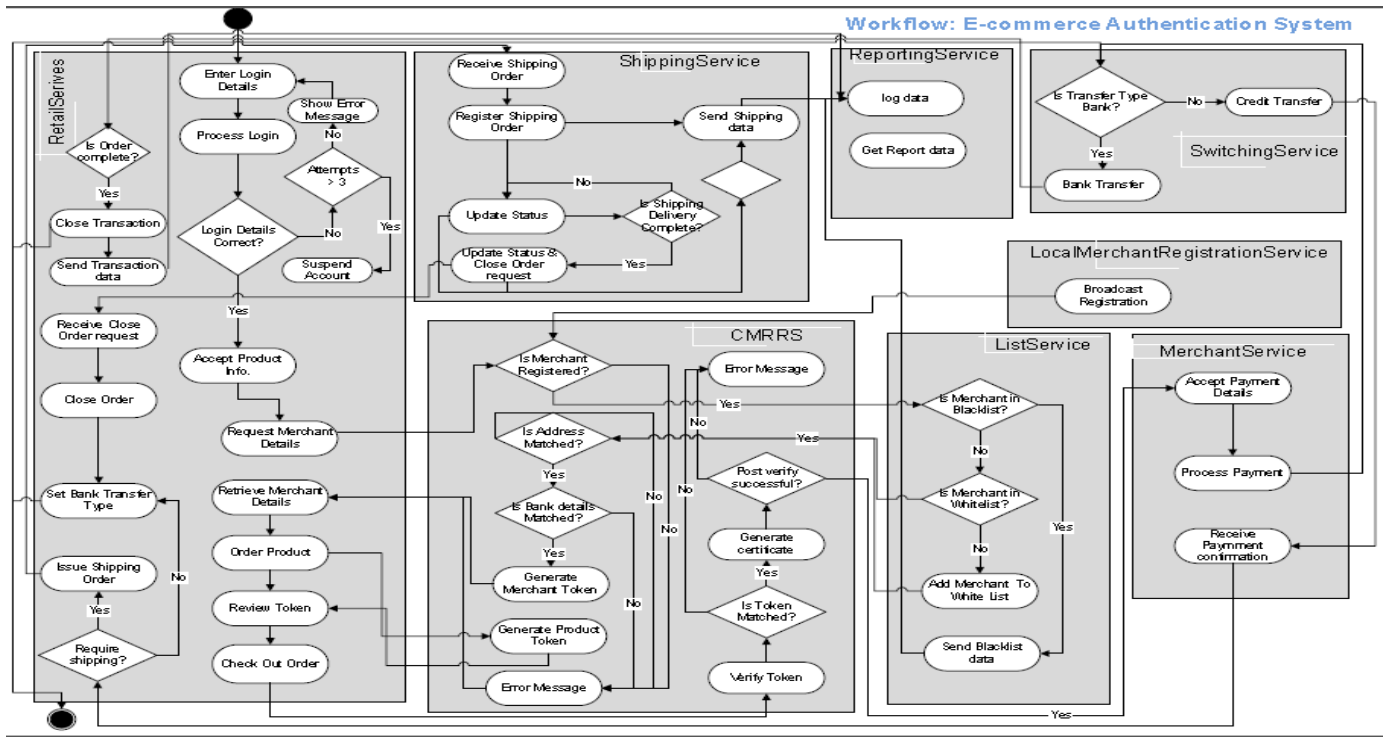 Workflow: E-commerce Authentication System
RetailSerives
Enter Login
Details
Show Error
Message
Process Login
No
Is Order
complete?
Attempts
> 3
Yes
Close Transaction
Login Details
Correct?
No
Yes
Send Transaction
data
Suspend
Account
Yes
Receive Close
Order request
Accept Product
Info.
Close Order
Request Merchant
Details
Set Bank Transfer
Type
Retrieve Merchant
Details
Order Product
Issue Shipping
Order
No
Yes
Review Token
Require
shipping?
Check Out Order
ShippingService
Receive Shipping
Order
Register Shipping
Order
Send Shipping
data
No
Update Status
Is Shipping
Delivery
Complete?
Update Status &
Close Order
request
Yes
ReportingService
log data
Get Report data
Is Transfer Type
Bank?
No
Credit Transfer
Yes
SwitchingService
Bank Transfer
LocalMerchantRegistrationService
Broadcast
Registration
CMRRS
Is Merchant
Registered?
Error Message
Yes
Is Address
Matched?
No
Yes
Yes
Post verify
successful?
Is Bank details
Matched?
No
No
No
Yes
Generate
certificate
Generate
Merchant Token
Yes
No
Is Token
Matched?
Generate Product
Token
Error Message
Verify Token
ListService
Is Merchant in
Blacklist?
No
Is Merchant in
Whitelist?
Yes
No
Add Merchant To
White List
Send Blacklist
data
Yes
MerchantService
Accept Payment
Details
Process Payment
Receive
Paymment
confirmation